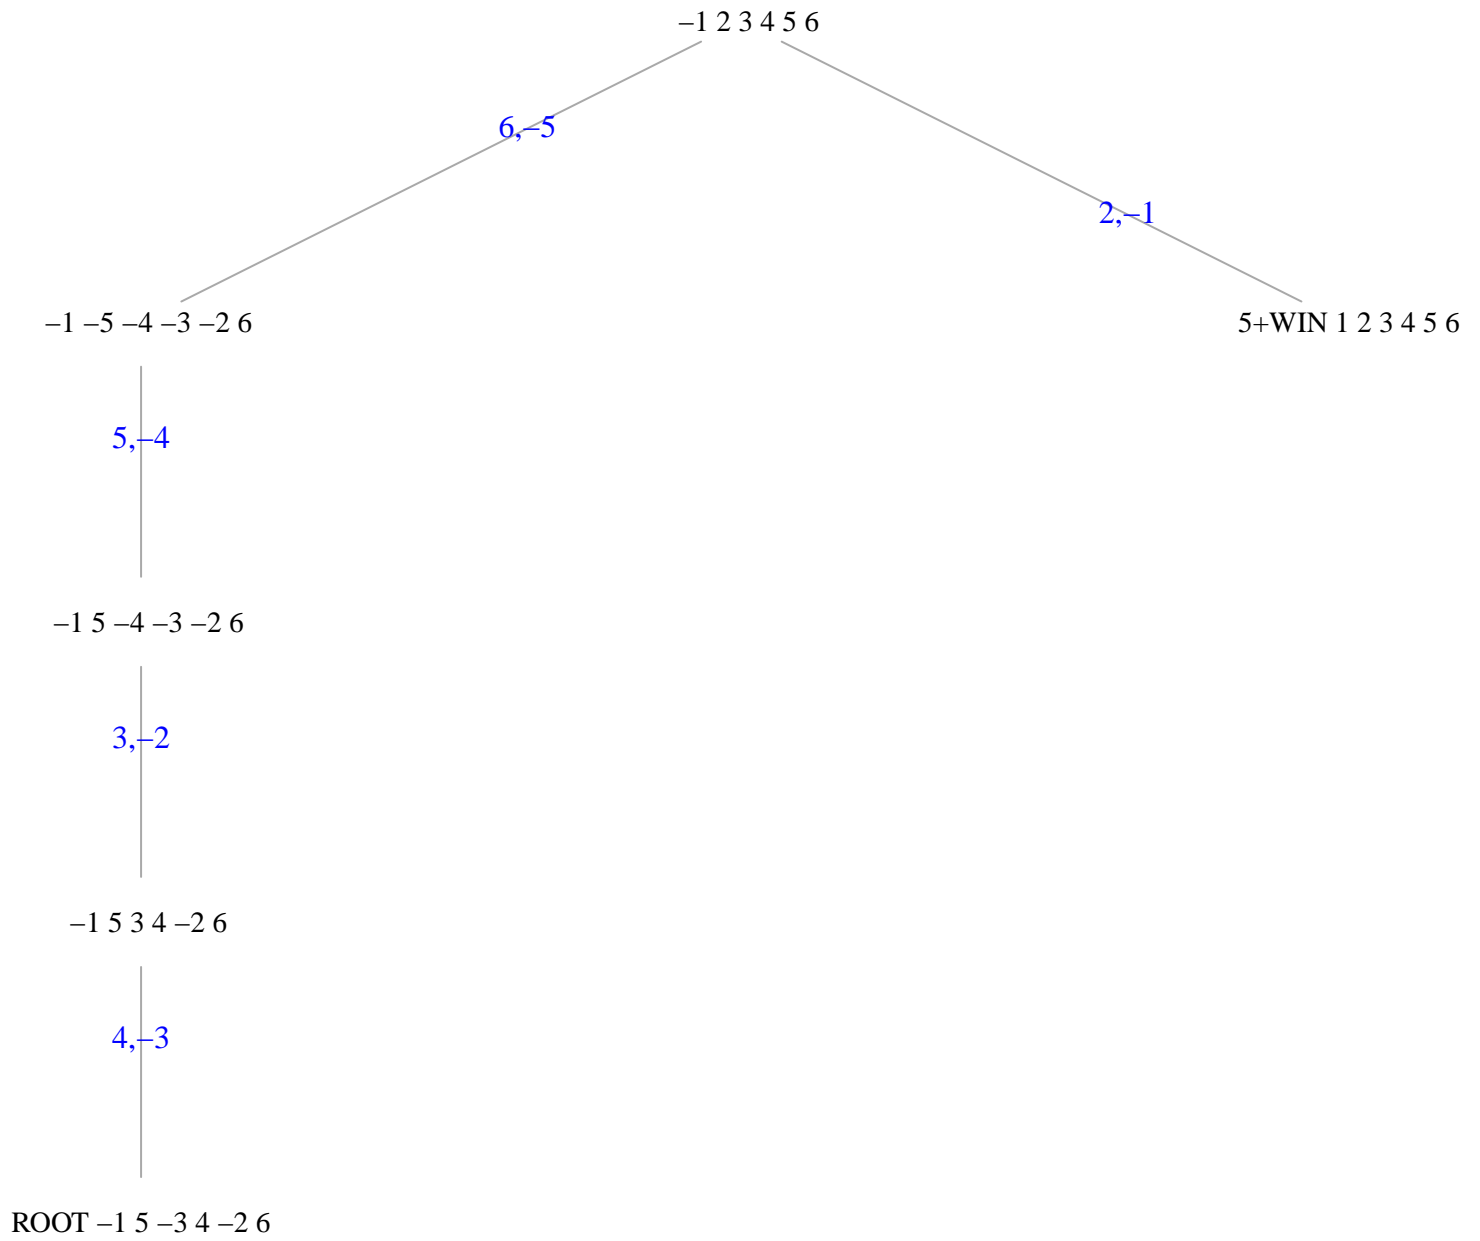 –1 2 3 4 5 6
6,–5
2,–1
–1 –5 –4 –3 –2 6
5+WIN 1 2 3 4 5 6
5,–4
–1 5 –4 –3 –2 6
3,–2
–1 5 3 4 –2 6
4,–3
ROOT –1 5 –3 4 –2 6